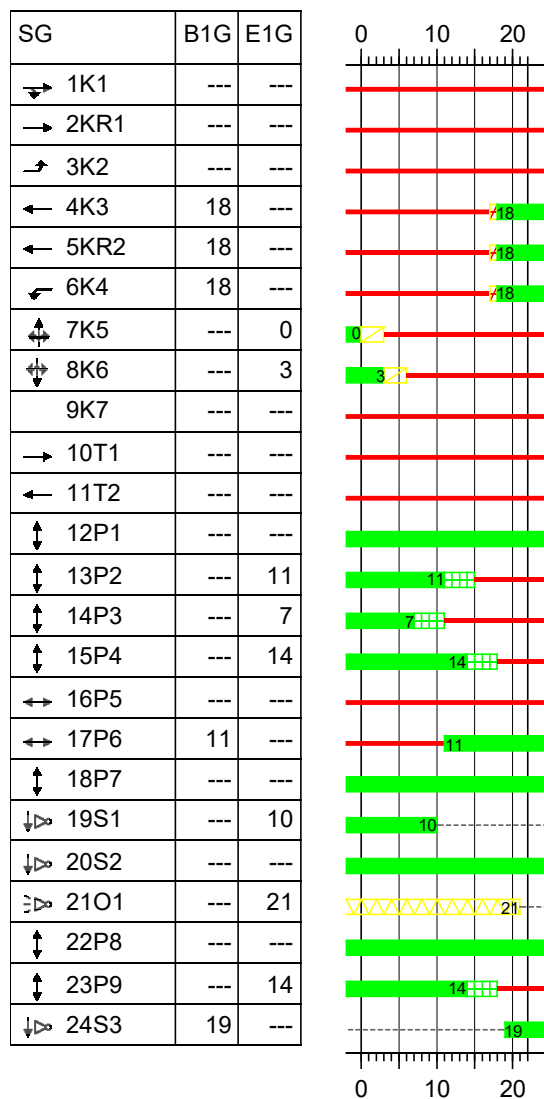 SG B1G E1G 0 10 20
1K1 --- ---
2KR1 --- ---
3K2 --- ---
4K3 18 --- 18
5KR2 18 --- 18
6K4 18 --- 18
7K5 --- 0 0
8K6 --- 3 3
9K7 --- ---
10T1 --- ---
11T2 --- ---
12P1 --- ---
13P2 --- 11 11
14P3 --- 7 7
15P4 --- 14 14
16P5 --- ---
17P6 11 --- 11
18P7 --- ---
19S1 --- 10 10
20S2 --- ---
21O1 --- 21 21
22P8 --- ---
23P9 --- 14 14
24S3 19 --- 19
0 10 20